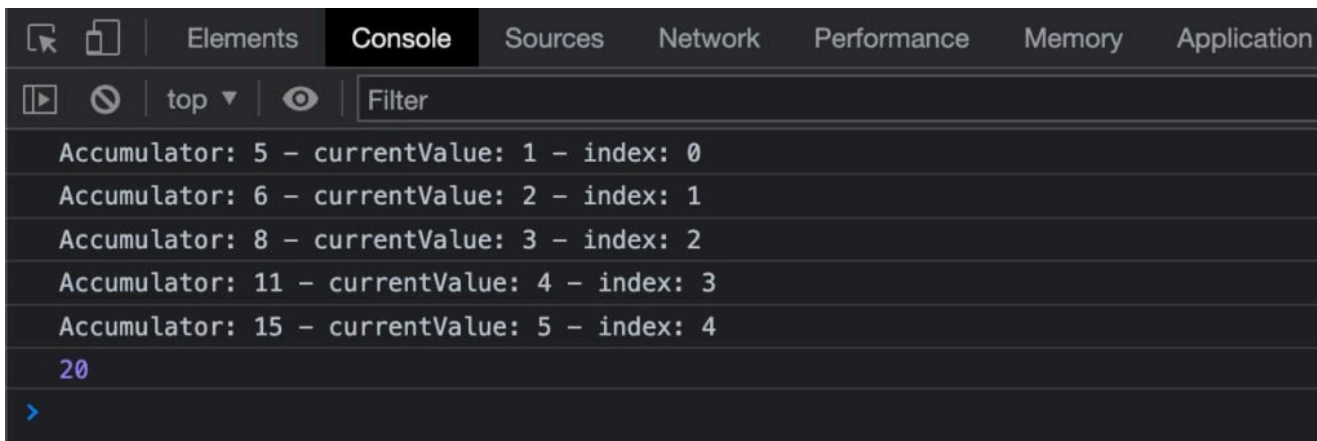 Elements Console Sources Network Performance Memory Application
top Filter
Accumulator: 5 – currentValue: 1 – index: 0
Accumulator: 6 – currentValue: 2 – index: 1
Accumulator: 8 – currentValue: 3 – index: 2
Accumulator: 11 – currentValue: 4 – index: 3
Accumulator: 15 – currentValue: 5 – index: 4
20